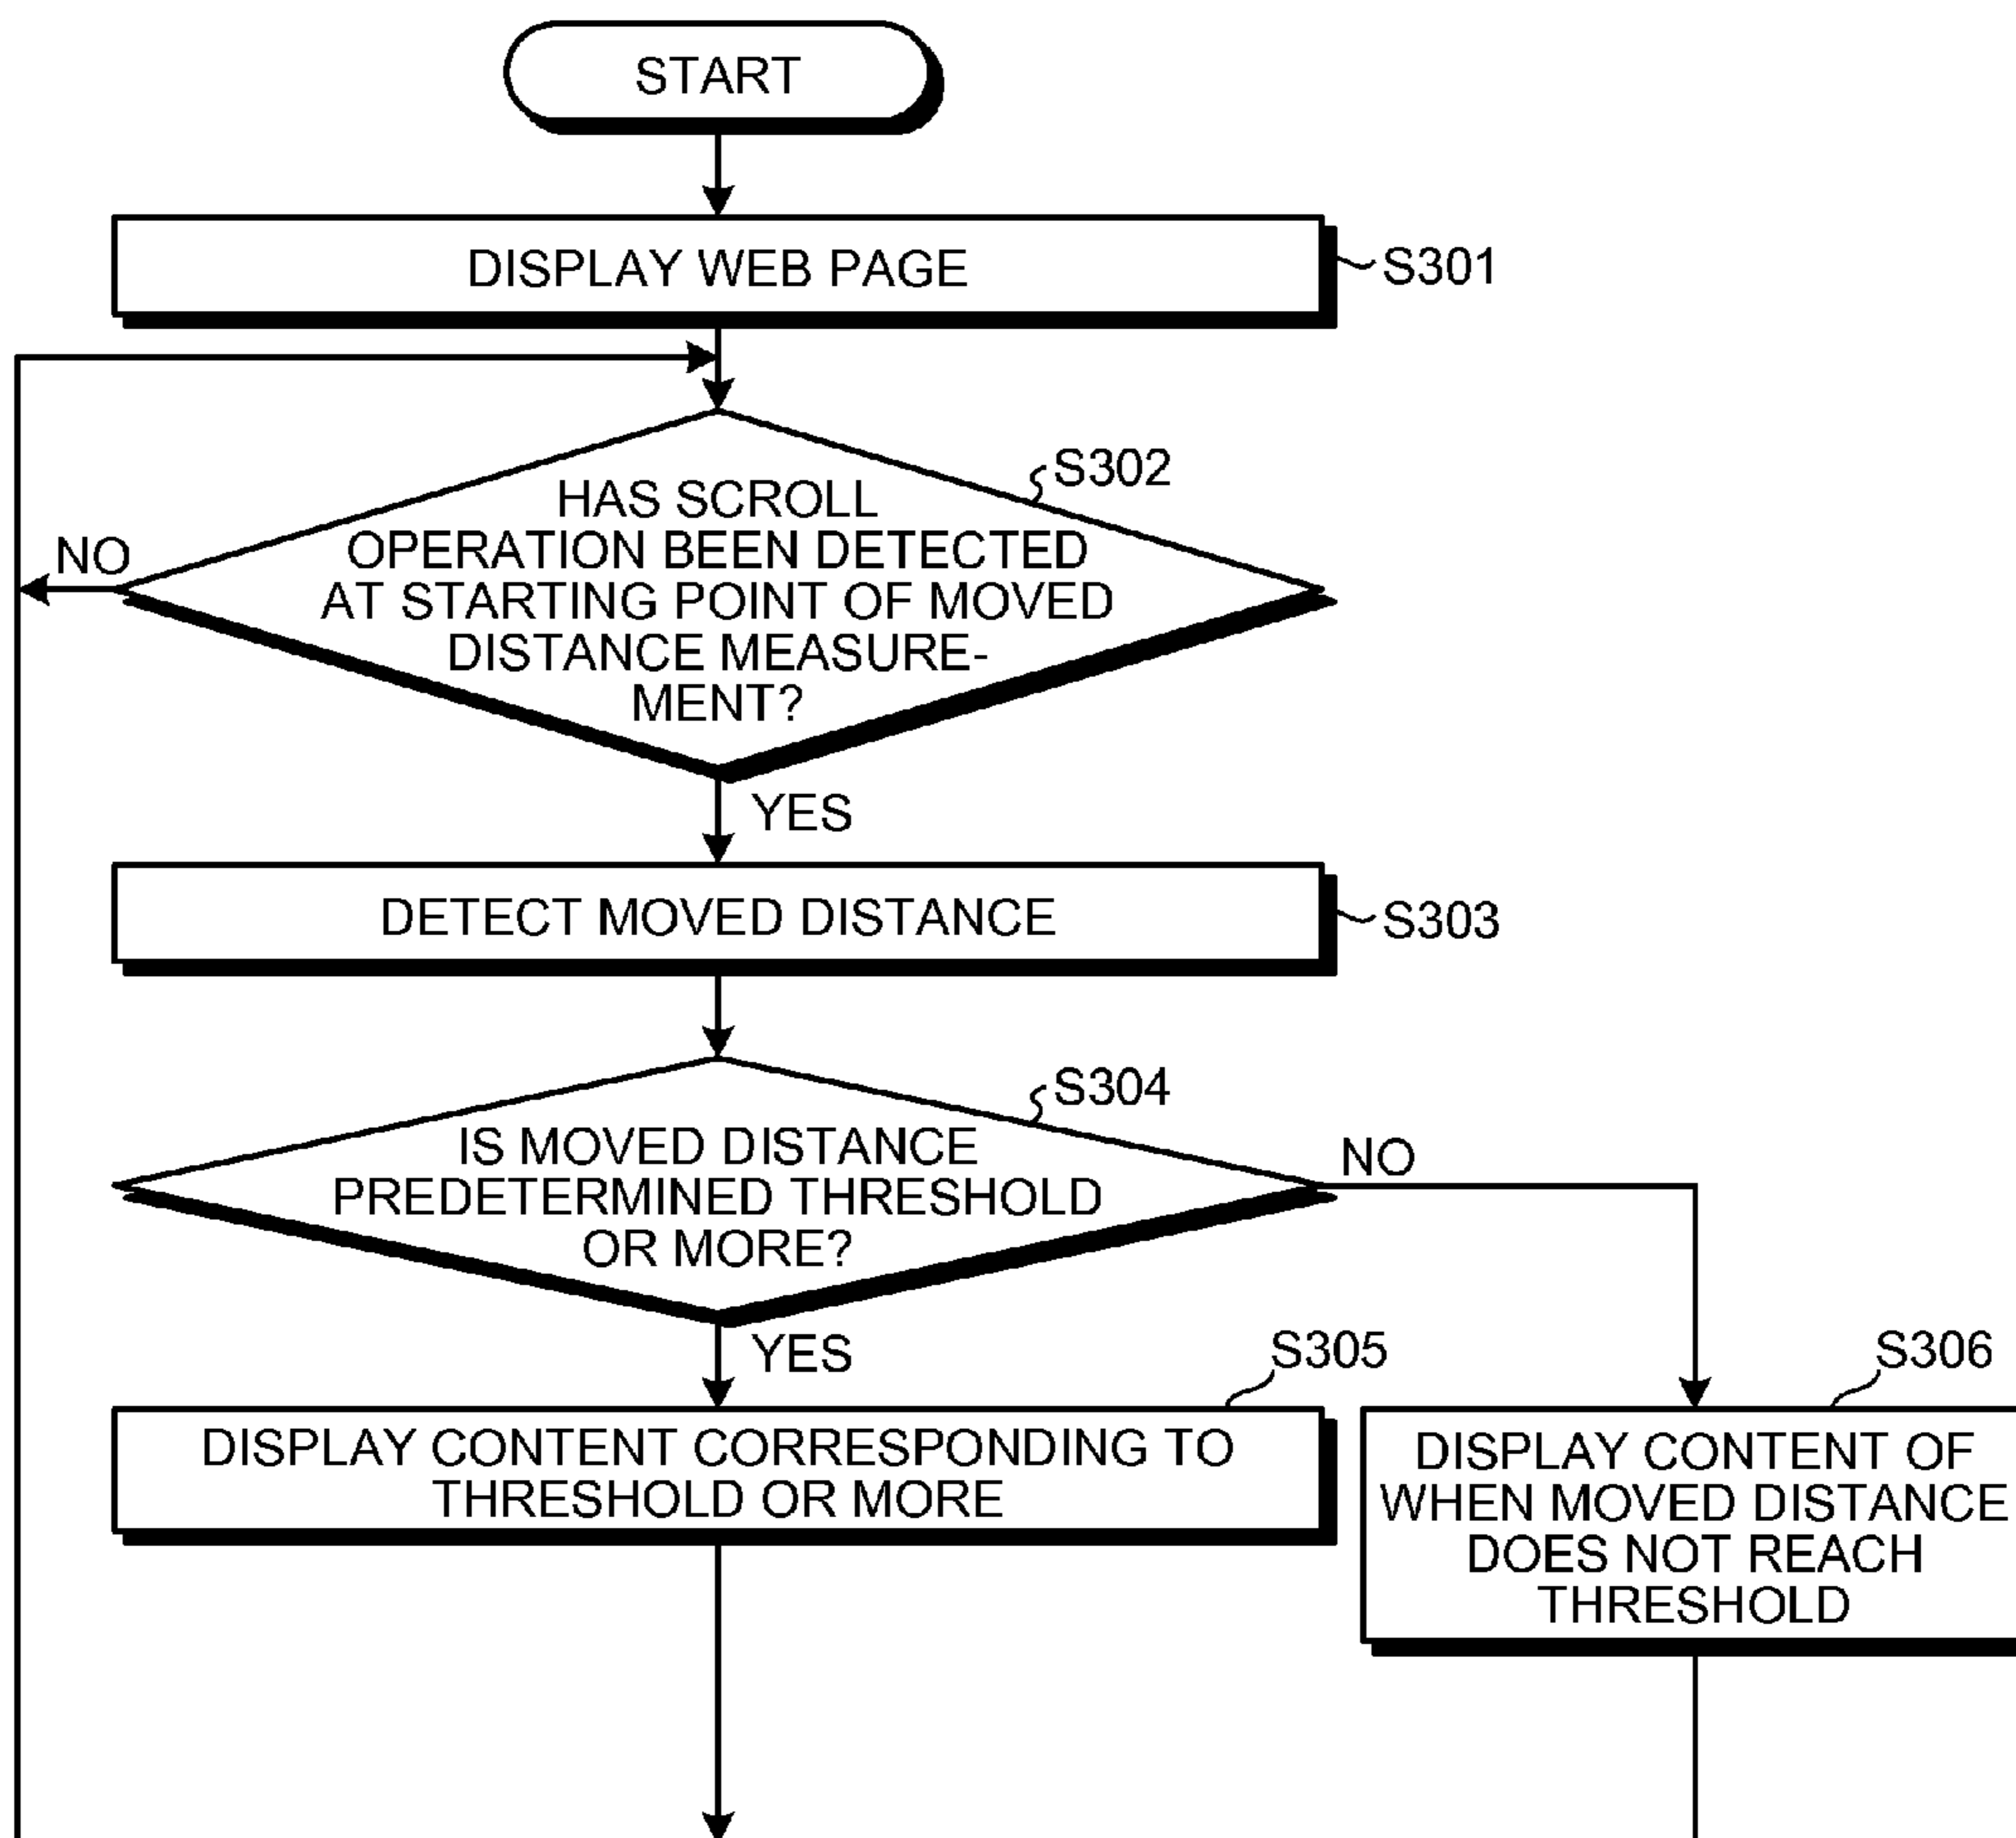 START
DISPLAY WEB PAGE
S301
S302
HAS SCROLL
OPERATION BEEN DETECTED
AT STARTING POINT OF MOVED
DISTANCE MEASURE-
MENT?
NO
YES
DETECT MOVED DISTANCE
S303
S304
IS MOVED DISTANCE
PREDETERMINED THRESHOLD
OR MORE?
NO
YES
S305
DISPLAY CONTENT CORRESPONDING TO
THRESHOLD OR MORE
S306
DISPLAY CONTENT OF
WHEN MOVED DISTANCE
DOES NOT REACH
THRESHOLD